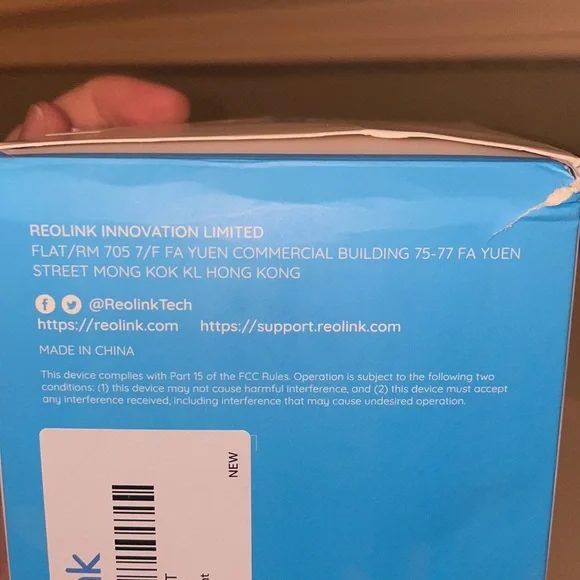 REOLINK INNOVATION LIMITED
FLAT/RM 705 7/F FA YUEN COMMERCIAL BUILDING 75-77 FA YUEN
STREET MONG KOK KL HONG KONG
@ReolinkTech
https://reolink.com https://support.reolink.com
MADE IN CHINA
This device complies with Part 15 of the FCC Rules. Operation is subject to the following two
conditions: (1) this device may not cause harmful interference, and (2) this device must accept
any interference received, including interference that may cause undesired operation.
NEW